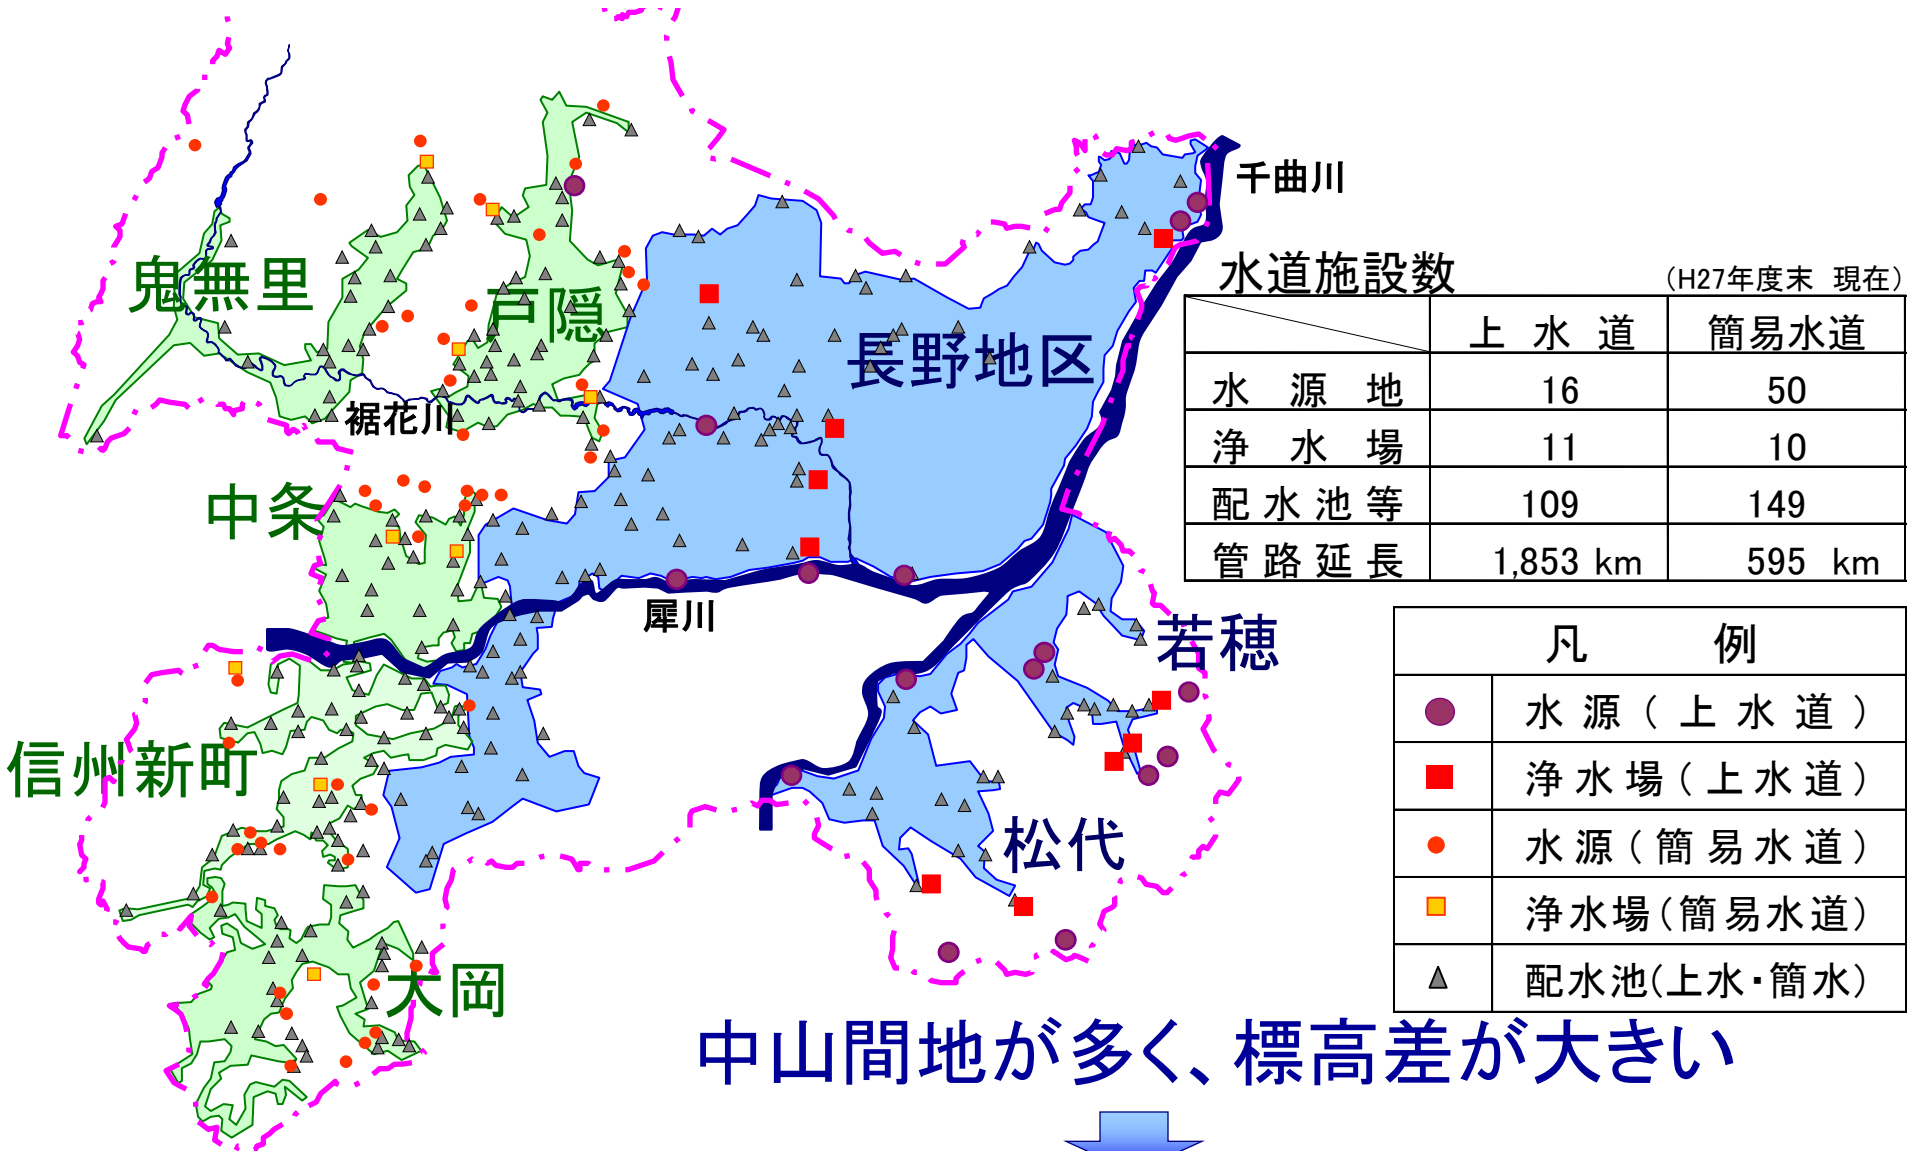 千曲川
水道施設数
(H27年度末 現在)
上水道 簡易水道
水源地 16 50
浄水場 11 10
配水池等 109 149
管路延長 1,853 km 595 km
鬼無里
戸隠
長野地区
裾花川
中条
犀川
若穂
信州新町
松代
大岡
凡例
水源(上水道)
浄水場(上水道)
水源(簡易水道)
浄水場(簡易水道)
配水池(上水・簡水)
中山間地が多く、標高差が大きい